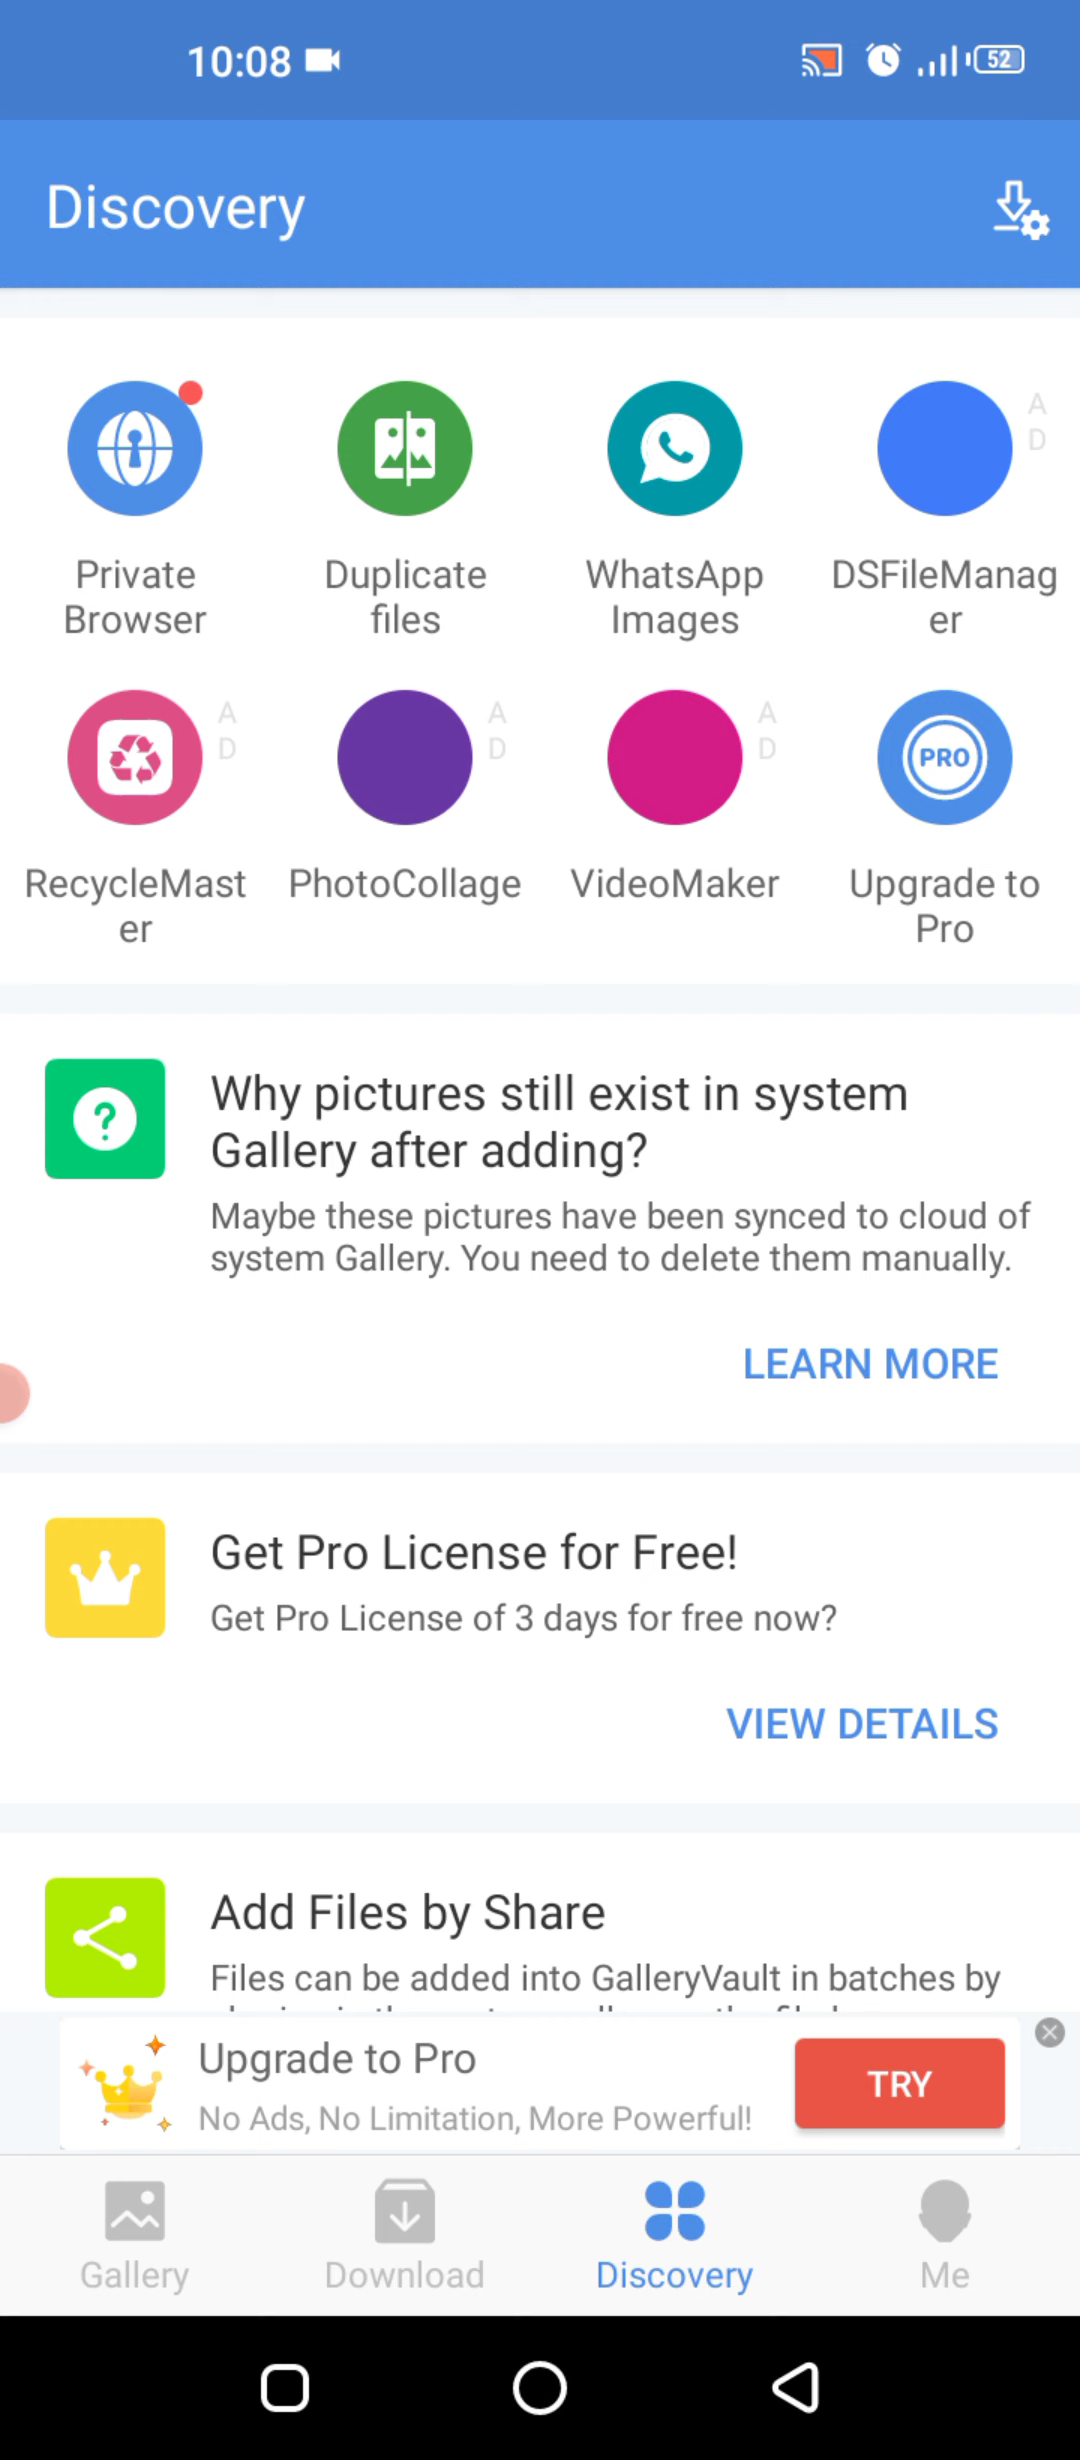 10:08
52
Discovery
A
D
Private
Browser
Duplicate
files
WhatsApp
Images
DSFileManag
er
A
D
A
D
A
D
PRO
RecycleMast
er
PhotoCollage
VideoMaker
Upgrade to
Pro
?
Why pictures still exist in system
Gallery after adding?
Maybe these pictures have been synced to cloud of
system Gallery. You need to delete them manually.
LEARN MORE
Get Pro License for Free!
Get Pro License of 3 days for free now?
VIEW DETAILS
Add Files by Share
Files can be added into GalleryVault in batches by
Upgrade to Pro
No Ads, No Limitation, More Powerful!
TRY
Gallery
Download
Discovery
Me